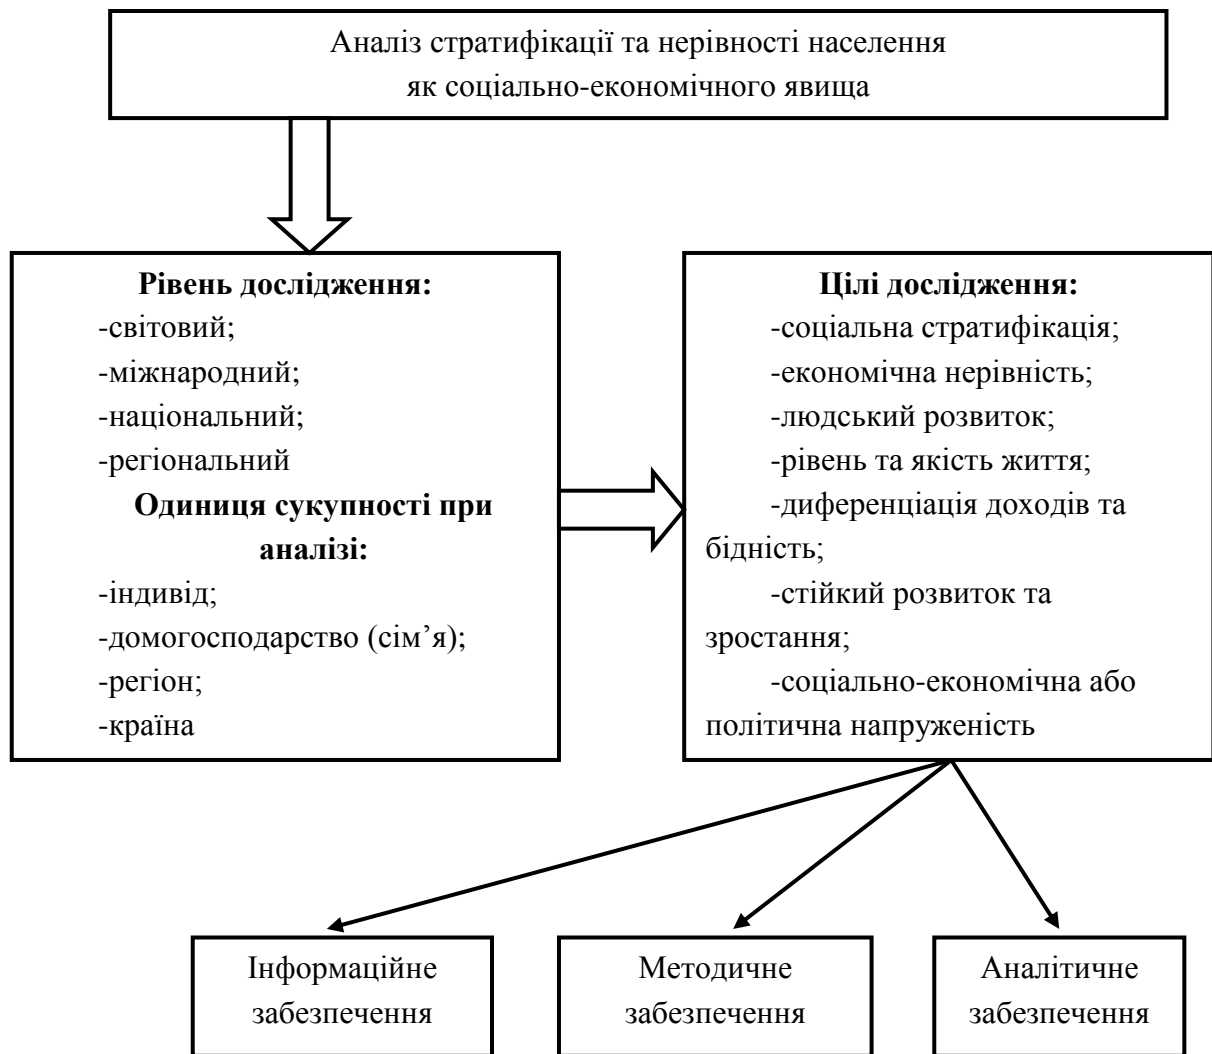 Аналіз стратифікації та нерівності населення
як соціально-економічного явища
Рівень дослідження:
-світовий;
-міжнародний;
-національний;
-регіональний
Одиниця сукупності при
аналізі:
-індивід;
-домогосподарство (сім’я);
-регіон;
-країна
Цілі дослідження:
-соціальна стратифікація;
-економічна нерівність;
-людський розвиток;
-рівень та якість життя;
-диференціація доходів та
бідність;
-стійкий розвиток та
зростання;
-соціально-економічна або
політична напруженість
Інформаційне
забезпечення
Методичне
забезпечення
Аналітичне
забезпечення